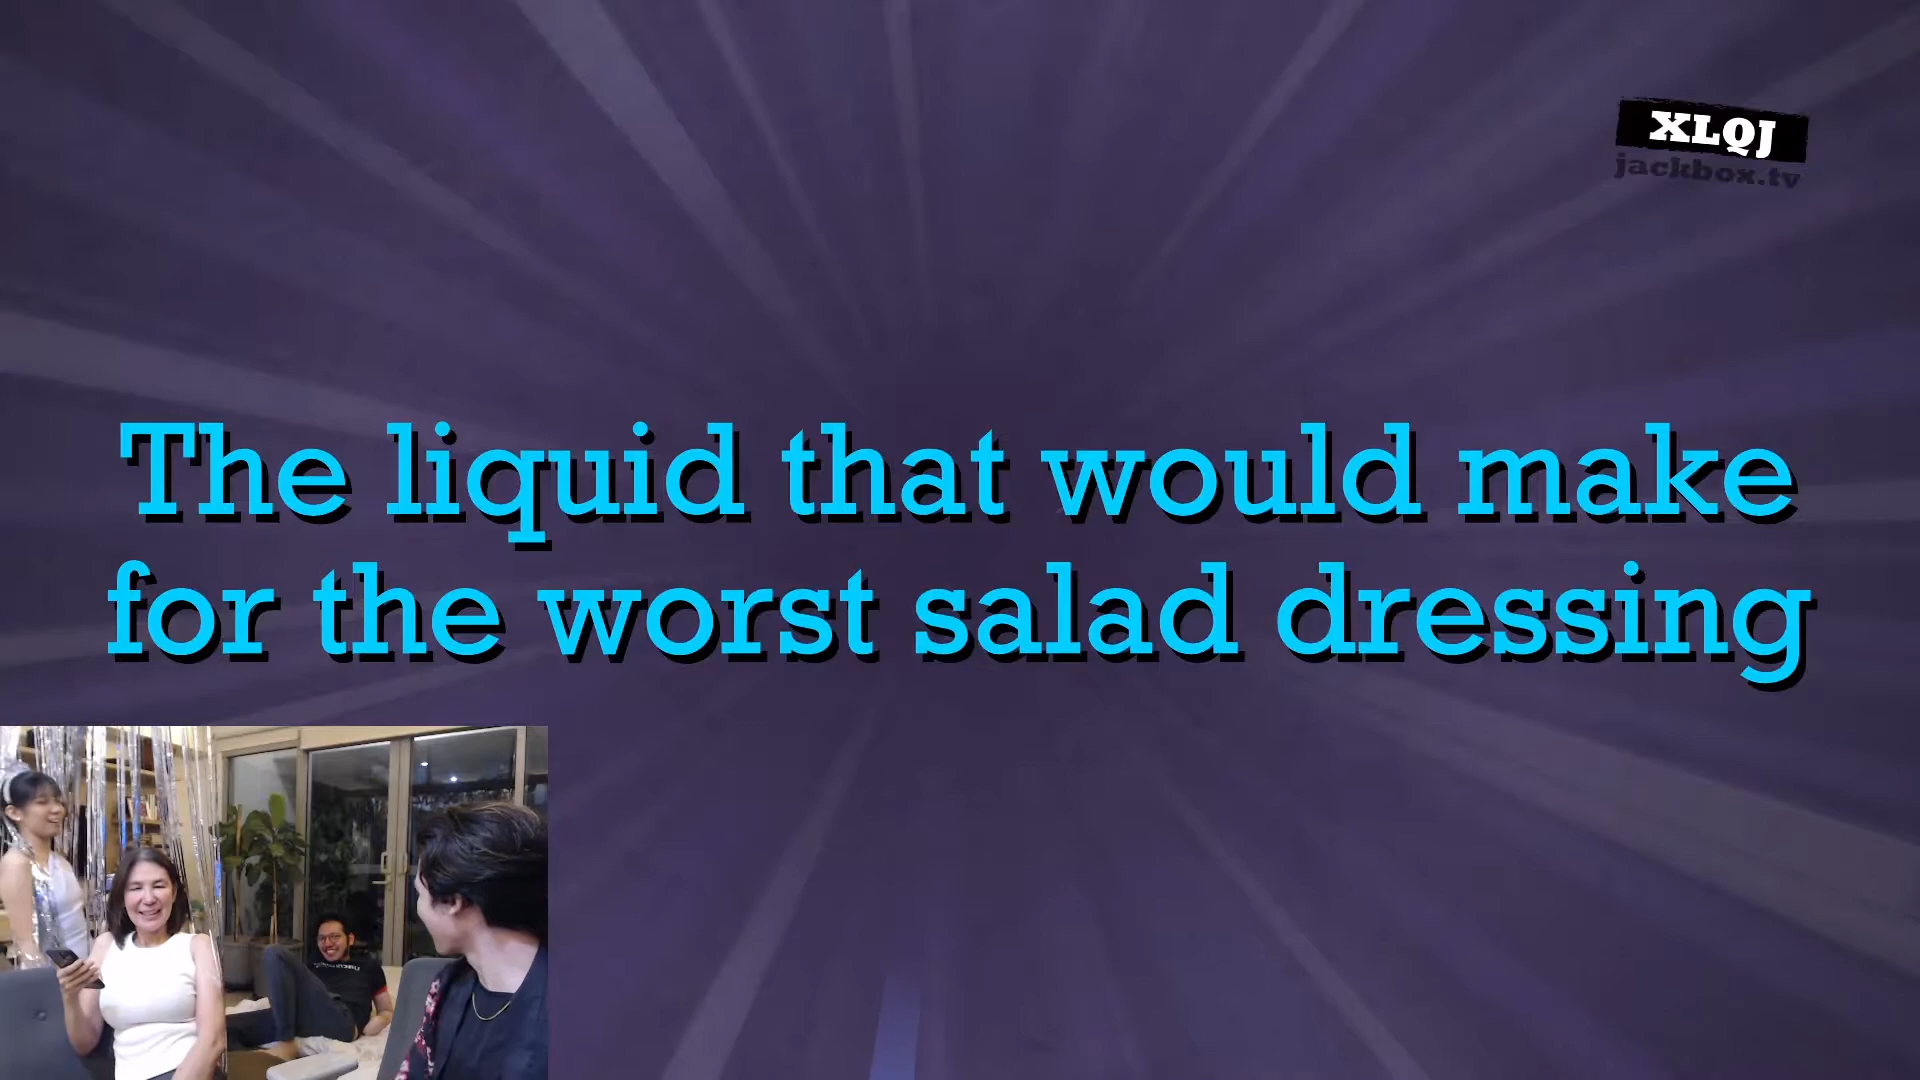 XLQJ
jackbox.tv
The liquid that would make
for the worst salad dressing